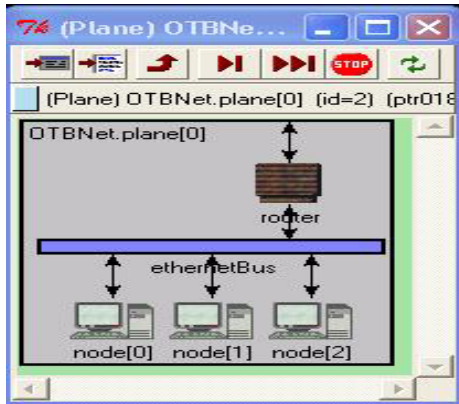 7% (Plane) OTBNe...
STOP
(Plane) OTBNet.plane[0] (id=2) (ptr018
OTBNet.plane[0]
router
ethernetBus
node[0] node[1] node[2]